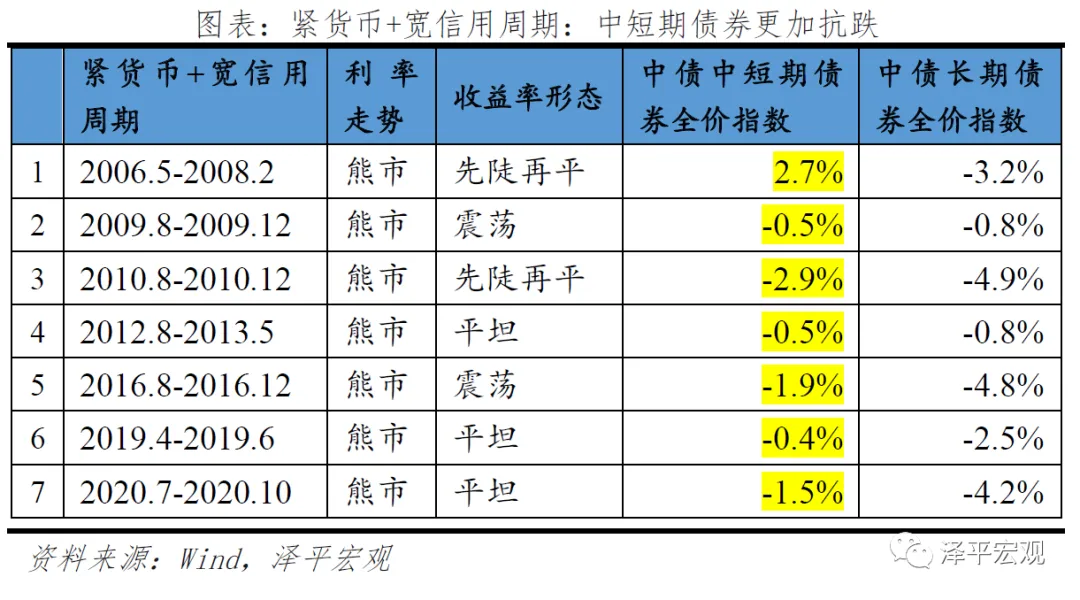 图表：紧货币+宽信用周期：中短期债券更加抗跌
紧货币+宽信用周期 利率走势 收益率形态 中债中短期债券全价指数 中债长期债券全价指数
1 2006.5-2008.2 熊市 先陡再平 2.7% -3.2%
2 2009.8-2009.12 熊市 震荡 -0.5% -0.8%
3 2010.8-2010.12 熊市 先陡再平 -2.9% -4.9%
4 2012.8-2013.5 熊市 平坦 -0.5% -0.8%
5 2016.8-2016.12 熊市 震荡 -1.9% -4.8%
6 2019.4-2019.6 熊市 平坦 -0.4% -2.5%
7 2020.7-2020.10 熊市 平坦 -1.5% -4.2%
资料来源：Wind，泽平宏观
泽平宏观